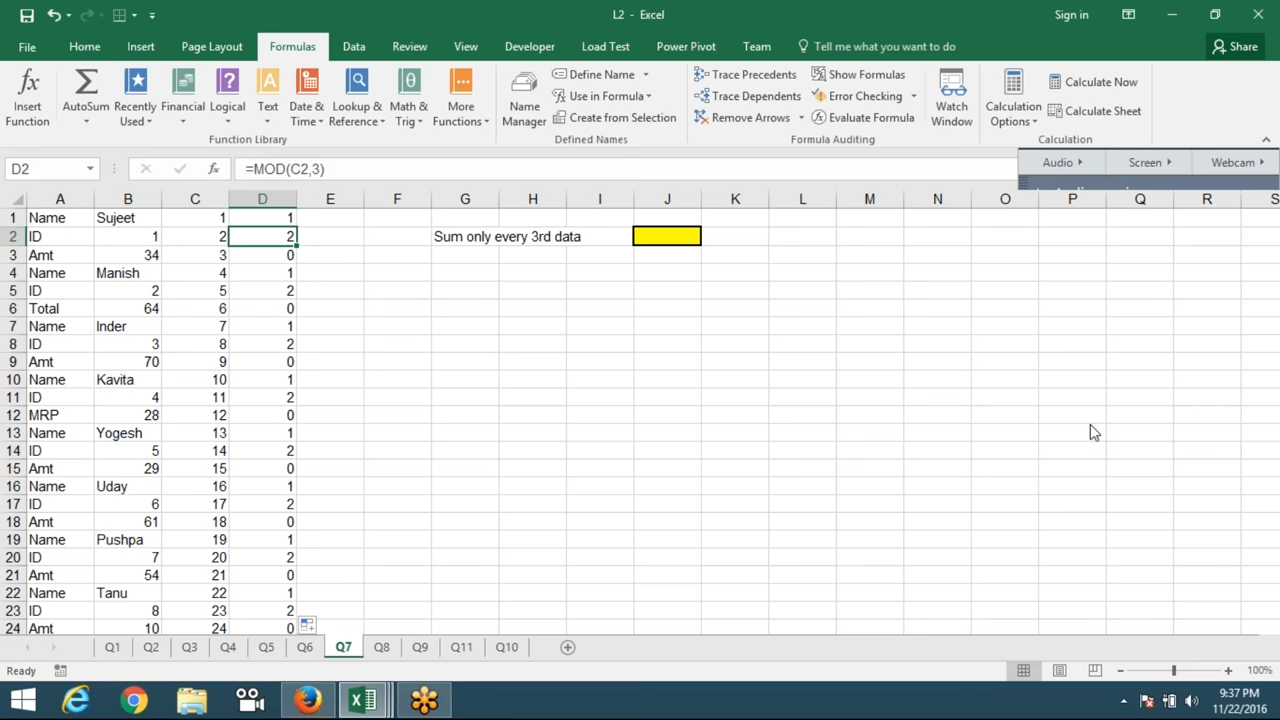 L2 - Excel
Sign in
File Home Insert Page Layout Formulas Data Review View Developer Load Test Power Pivot Team Tell me what you want to do Share
Insert Function
AutoSum
Recently Used
Financial
Logical
Text
Date & Time
Lookup & Reference
Math & Trig
More Functions
Function Library
Name Manager
Define Name
Use in Formula
Create from Selection
Defined Names
Trace Precedents
Trace Dependents
Remove Arrows
Show Formulas
Error Checking
Evaluate Formula
Formula Auditing
Watch Window
Calculation Options
Calculate Now
Calculate Sheet
Calculation
Audio Screen Webcam
D2 fx =MOD(C2,3)
A B C D E F G H I J K L M N O P Q R S
1 Name Sujeet 1 1
2 ID 1 2 2 Sum only every 3rd data
3 Amt 34 3 0
4 Name Manish 4 1
5 ID 2 5 2
6 Total 64 6 0
7 Name Inder 7 1
8 ID 3 8 2
9 Amt 70 9 0
10 Name Kavita 10 1
11 ID 4 11 2
12 MRP 28 12 0
13 Name Yogesh 13 1
14 ID 5 14 2
15 Amt 29 15 0
16 Name Uday 16 1
17 ID 6 17 2
18 Amt 61 18 0
19 Name Pushpa 19 1
20 ID 7 20 2
21 Amt 54 21 0
22 Name Tanu 22 1
23 ID 8 23 2
24 Amt 10 24 0
Q1 Q2 Q3 Q4 Q5 Q6 Q7 Q8 Q9 Q11 Q10
Ready
100%
9:37 PM
11/22/2016